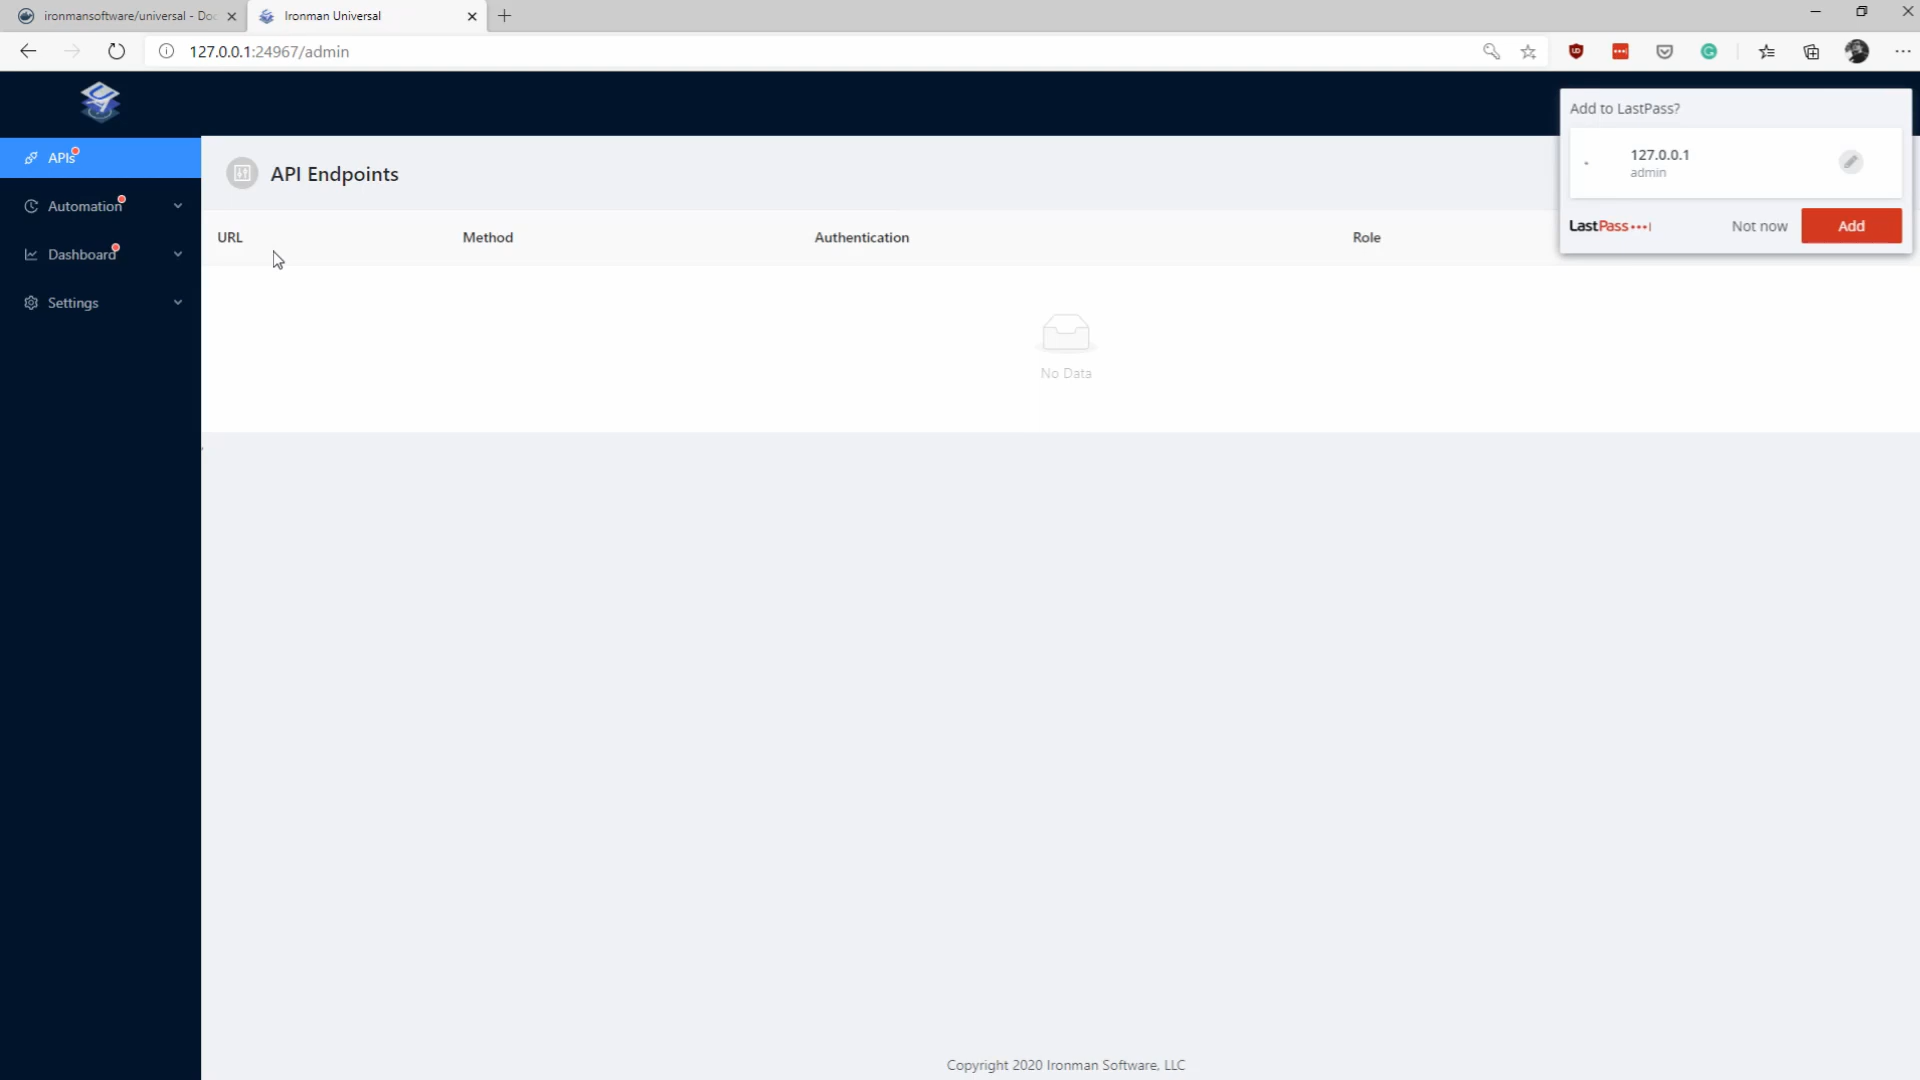 ironmansoftware/universal - Doc
Ironman Universal
127.0.0.1:24967/admin
Add to LastPass?
127.0.0.1
admin
LastPass
Not now
Add
APIs
Automation
Dashboard
Settings
API Endpoints
URL
Method
Authentication
Role
No Data
Copyright 2020 Ironman Software, LLC